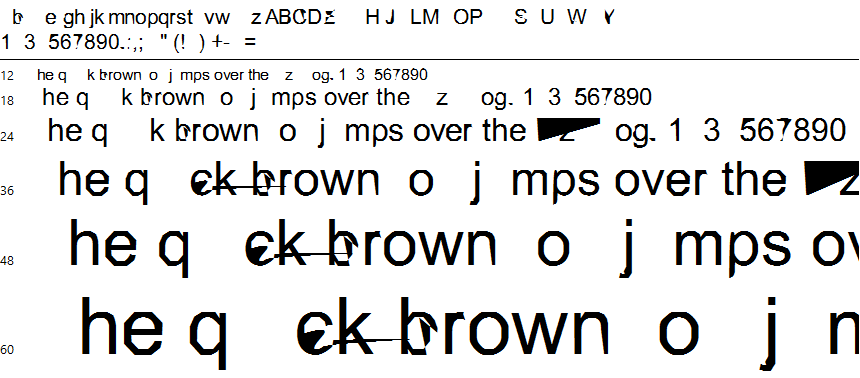 b e gh jk mnopqrst vw z ABCDE H J LM OP S U W Y
1 3 567890.:,; " (! ) +- =
12 he q k brown o j mps over the z og. 1 3 567890
18 he q k brown o j mps over the z og. 1 3 567890
24 he q k brown o j mps over the z og. 1 3 567890
36 he q ck brown o j mps over the z
48 he q ck brown o j mps ov
60 he q ck brown o j m